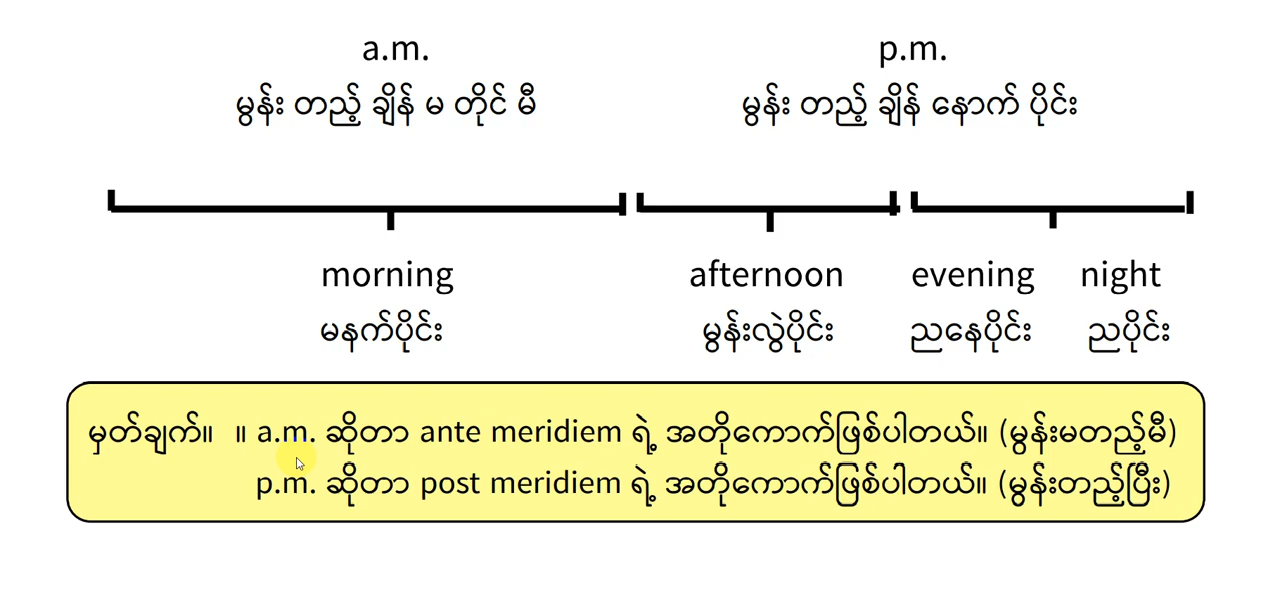 a.m. p.m.
မွန်း တည့် ချိန် မ တိုင် မီ မွန်း တည့် ချိန် နောက် ပိုင်း
morning afternoon evening night
မနက်ပိုင်း မွန်းလွဲပိုင်း ညနေပိုင်း ညပိုင်း
မှတ်ချက်။ ။ a.m. ဆိုတာ ante meridiem ရဲ့ အတိုကောက်ဖြစ်ပါတယ်။ (မွန်းမတည့်မီ)
p.m. ဆိုတာ post meridiem ရဲ့ အတိုကောက်ဖြစ်ပါတယ်။ (မွန်းတည့်ပြီး)